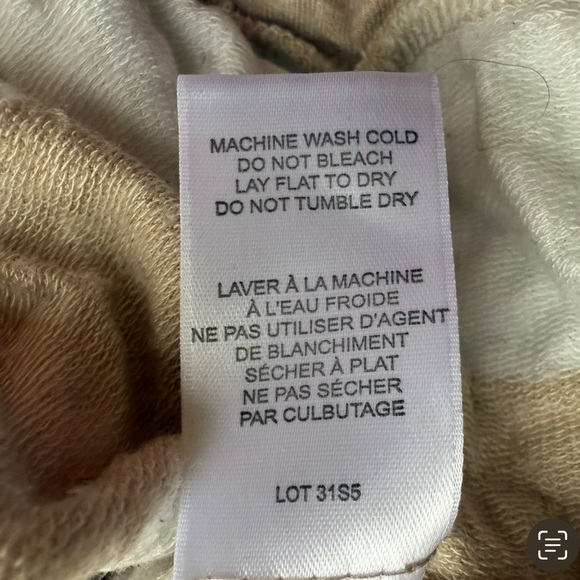 MACHINE WASH COLD
DO NOT BLEACH
LAY FLAT TO DRY
DO NOT TUMBLE DRY
LAVER À LA MACHINE
À L'EAU FROIDE
NE PAS UTILISER D'AGENT
DE BLANCHIMENT
SÉCHER À PLAT
NE PAS SÉCHER
PAR CULBUTAGE
LOT 31S5